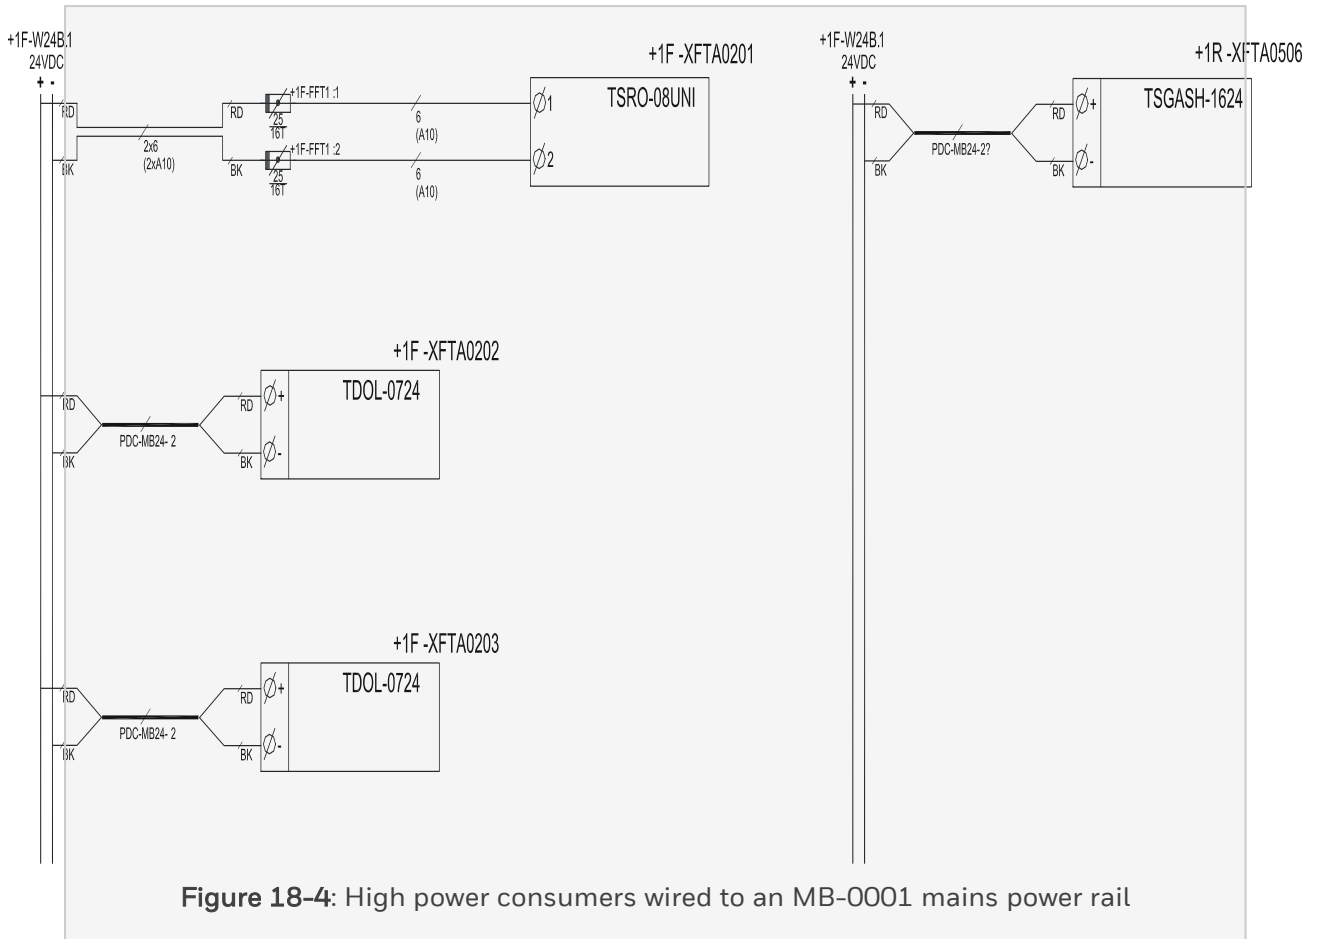 +1F-W24B.1
24VDC
+ -
RD
BK
2x6
(2xA10)
RD
BK
+1F-FFT1 :1
25
16T
+1F-FFT1 :2
25
16T
6
(A10)
6
(A10)
+1F -XFTA0201
TSRO-08UNI
1
2
+1F -XFTA0202
RD
BK
PDC-MB24- 2
RD
BK
+
-
TDOL-0724
+1F -XFTA0203
RD
BK
PDC-MB24- 2
RD
BK
+
-
TDOL-0724
+1F-W24B.1
24VDC
+ -
RD
BK
PDC-MB24-2?
RD
BK
+1R -XFTA0506
+
-
TSGASH-1624
Figure 18-4: High power consumers wired to an MB-0001 mains power rail